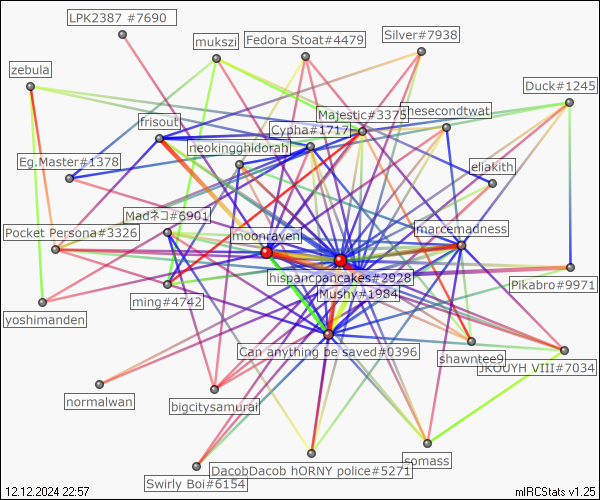 LPK2387 #7690
mukszi
Fedora Stoat#4479
Silver#7938
zebula
Duck#1245
frisout
Majestic#3375
thesecondtwat
Cypha#1717
neokingghidorah
Eg.Master#1378
eliakith
Madネコ#6901
Pocket Persona#3326
moonraven
marcemadness
hispancpancakes#2928
Pikabro#9971
ming#4742
Mushy#1984
yoshimanden
Can anything be saved#0396
shawntee9
JKOUYH VIII#7034
normalwan
bigcitysamurai
somass
DacobDacob hORNY police#5271
Swirly Boi#6154
12.12.2024 22:57
mIRCStats v1.25